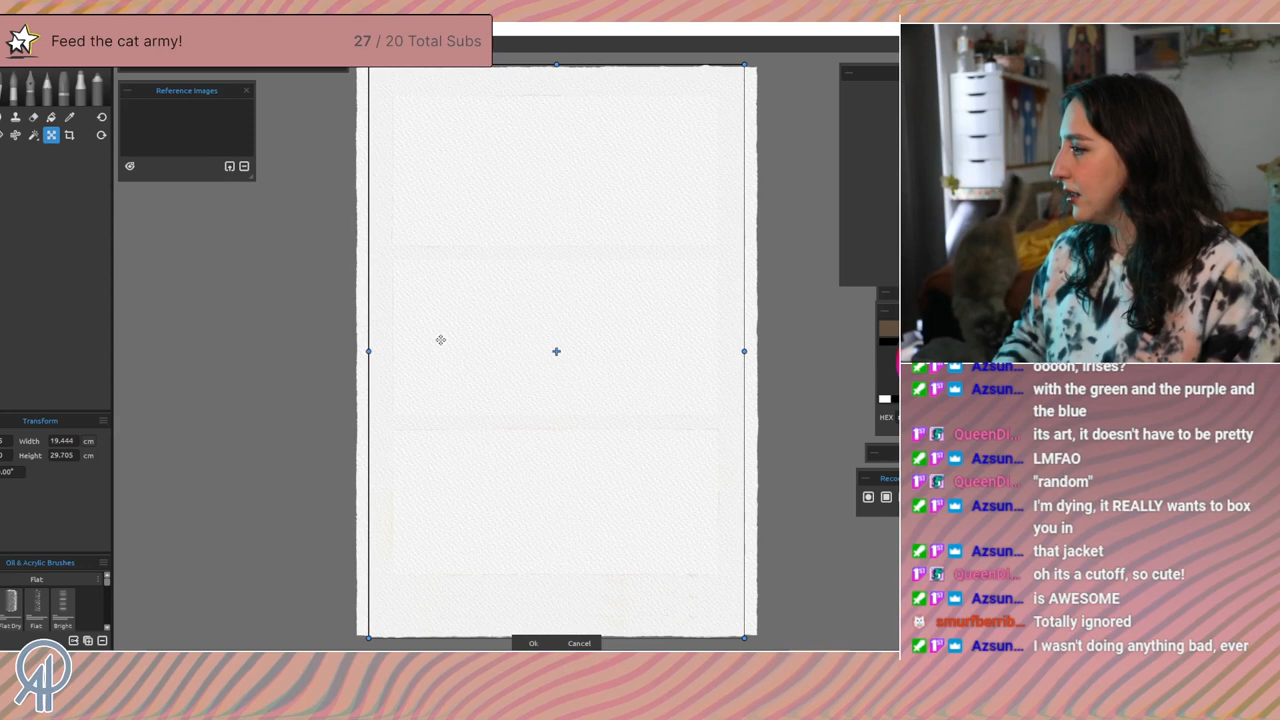 Feed the cat army!
27 / 20 Total Subs
Reference Images
Transform
Width 19.444 cm
Height 29.705 cm
Oil & Acrylic Brushes
Flat
Flat Dry
Flat
Bright
Ok
Cancel
HEX
ooooh, irises?
Azsun... with the green and the purple and
the blue
QueenDi... its art, it doesn't have to be pretty
Azsun... LMFAO
QueenDi... "random"
Azsun... I'm dying, it REALLY wants to box
you in
Azsun... that jacket
QueenDi... oh its a cutoff, so cute!
Azsun... is AWESOME
smurfberrib... Totally ignored
Azsun... I wasn't doing anything bad, ever